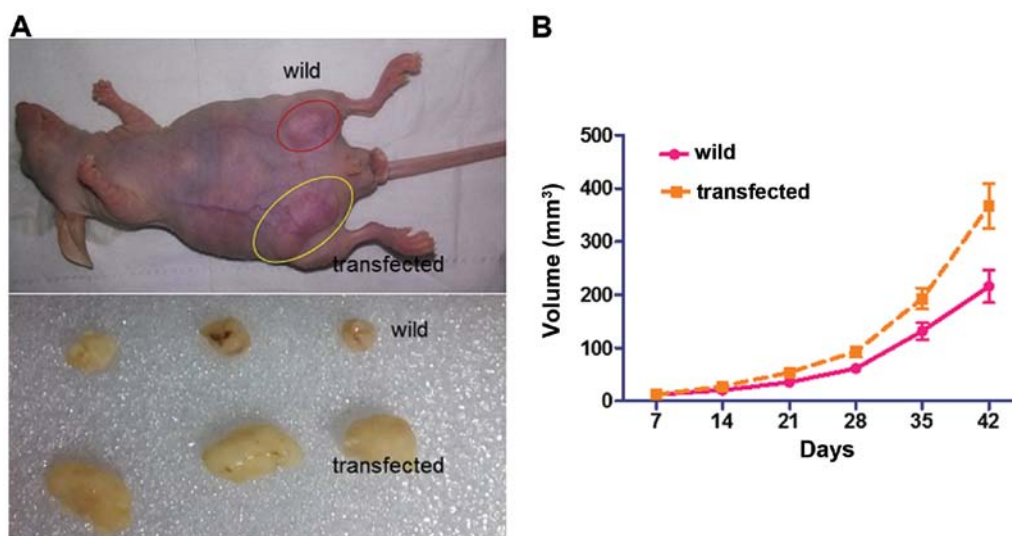 A
wild
transfected
wild
transfected
B
500
400
300
200
100
0
Volume (mm³)
wild
transfected
7 14 21 28 35 42
Days